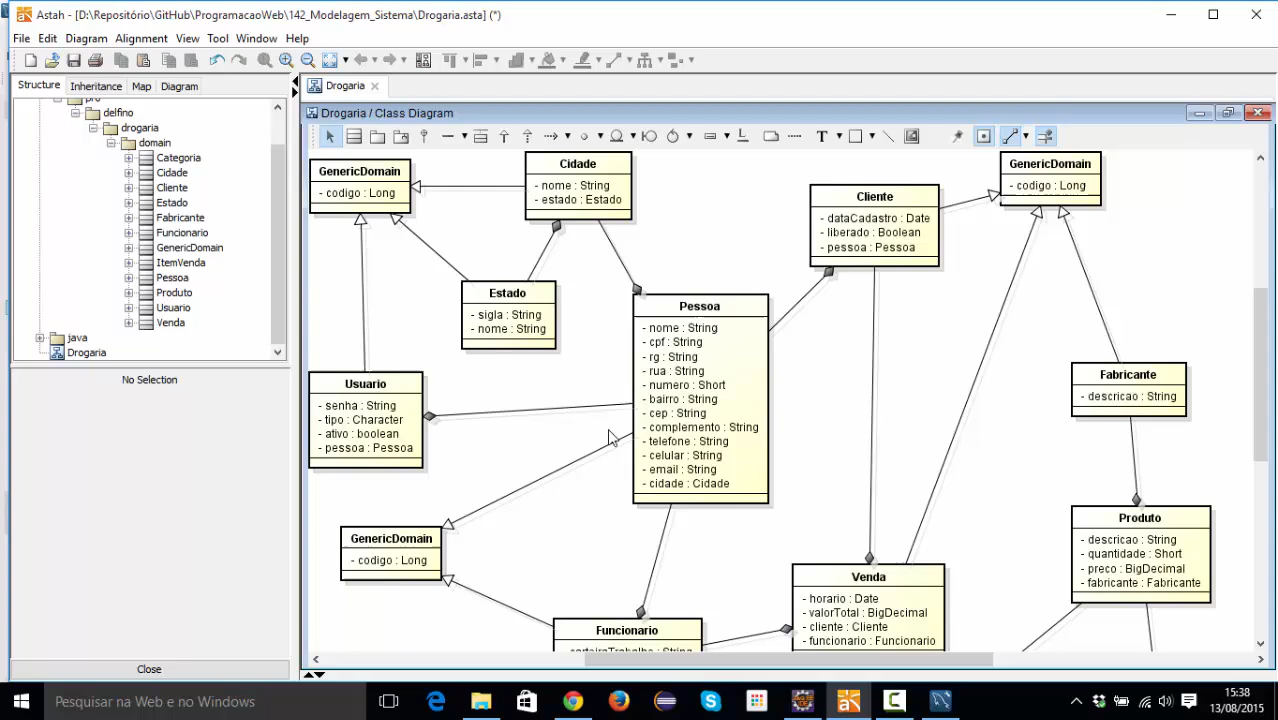 Astah - [D:\Repositório\GitHub\ProgramacaoWeb\142_Modelagem_Sistema\Drogaria.asta] (*)
File Edit Diagram Alignment View Tool Window Help
Structure Inheritance Map Diagram
pro
delfino
drogaria
domain
Categoria
Cidade
Cliente
Estado
Fabricante
Funcionario
GenericDomain
ItemVenda
Pessoa
Produto
Usuario
Venda
java
Drogaria
No Selection
Close
Drogaria
Drogaria / Class Diagram
T
GenericDomain
- codigo : Long
Cidade
- nome : String
- estado : Estado
Cliente
- dataCadastro : Date
- liberado : Boolean
- pessoa : Pessoa
GenericDomain
- codigo : Long
Estado
- sigla : String
- nome : String
Pessoa
- nome : String
- cpf : String
- rg : String
- rua : String
- numero : Short
- bairro : String
- cep : String
- complemento : String
- telefone : String
- celular : String
- email : String
- cidade : Cidade
Usuario
- senha : String
- tipo : Character
- ativo : boolean
- pessoa : Pessoa
Fabricante
- descricao : String
GenericDomain
- codigo : Long
Produto
- descricao : String
- quantidade : Short
- preco : BigDecimal
- fabricante : Fabricante
Venda
- horario : Date
- valorTotal : BigDecimal
- cliente : Cliente
- funcionario : Funcionario
Funcionario
- carteiraTrabalho : String
Pesquisar na Web e no Windows
15:38
13/08/2015